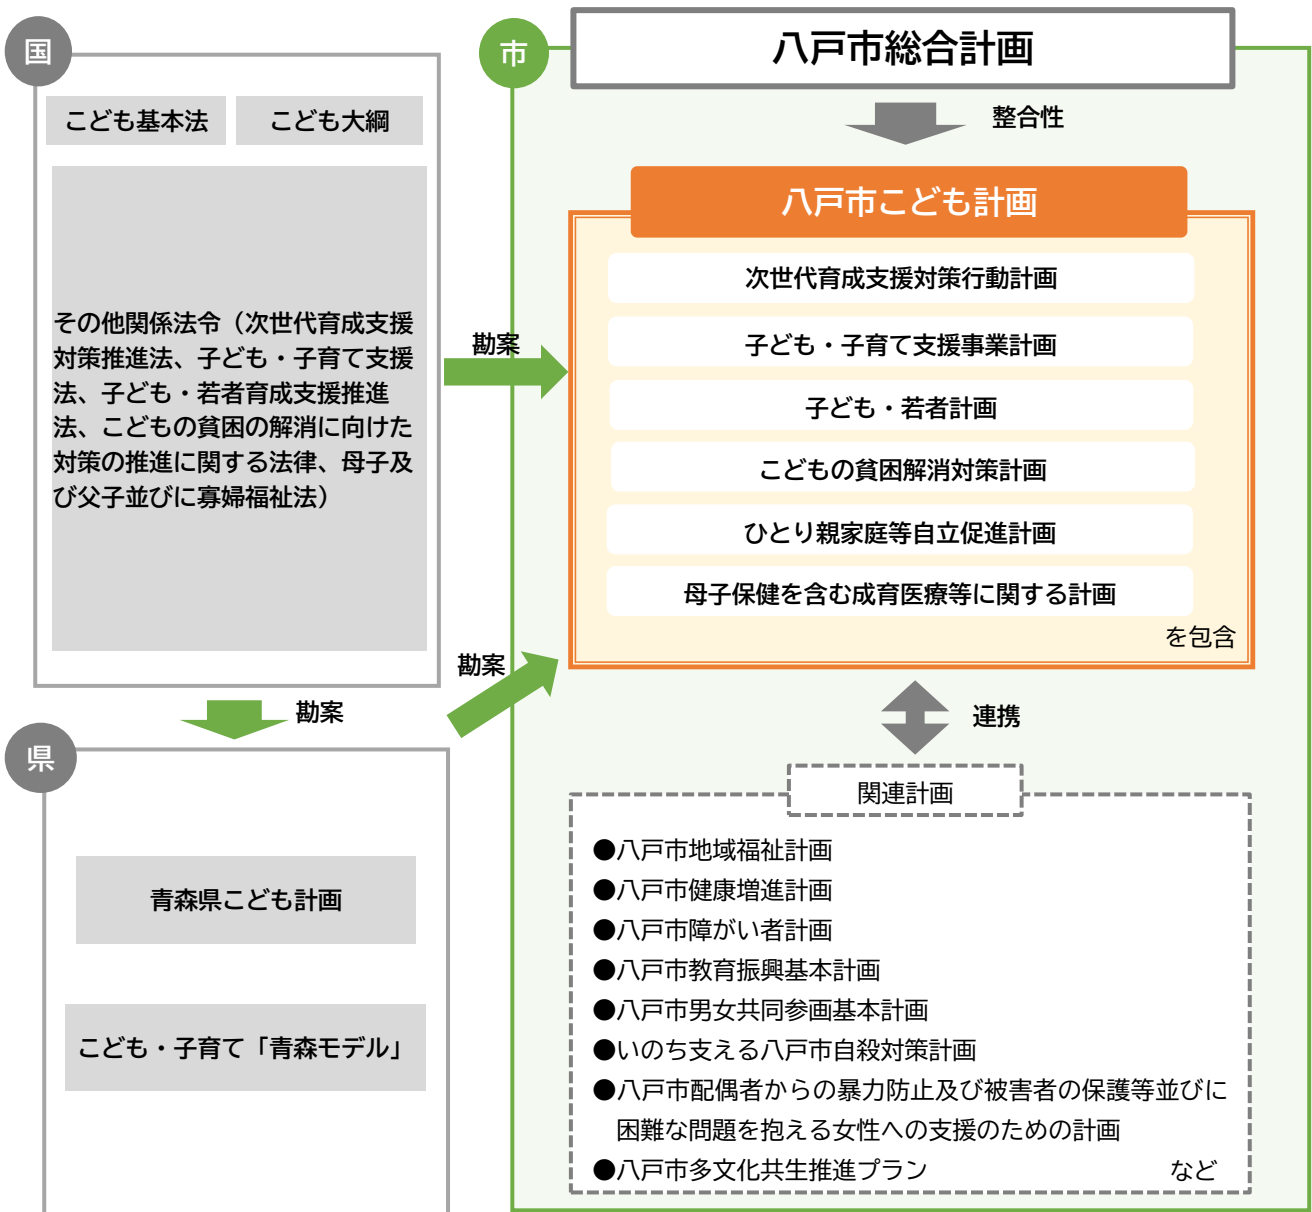 国
こども基本法
こども大綱
その他関係法令（次世代育成支援
対策推進法、子ども・子育て支援
法、子ども・若者育成支援推進
法、こどもの貧困の解消に向けた
対策の推進に関する法律、母子及
び父子並びに寡婦福祉法）
勘案
勘案
勘案
県
青森県こども計画
こども・子育て「青森モデル」
市
八戸市総合計画
整合性
八戸市こども計画
次世代育成支援対策行動計画
子ども・子育て支援事業計画
子ども・若者計画
こどもの貧困解消対策計画
ひとり親家庭等自立促進計画
母子保健を含む成育医療等に関する計画
を包含
連携
関連計画
●八戸市地域福祉計画
●八戸市健康増進計画
●八戸市障がい者計画
●八戸市教育振興基本計画
●八戸市男女共同参画基本計画
●いのち支える八戸市自殺対策計画
●八戸市配偶者からの暴力防止及び被害者の保護等並びに
困難な問題を抱える女性への支援のための計画
●八戸市多文化共生推進プラン　など